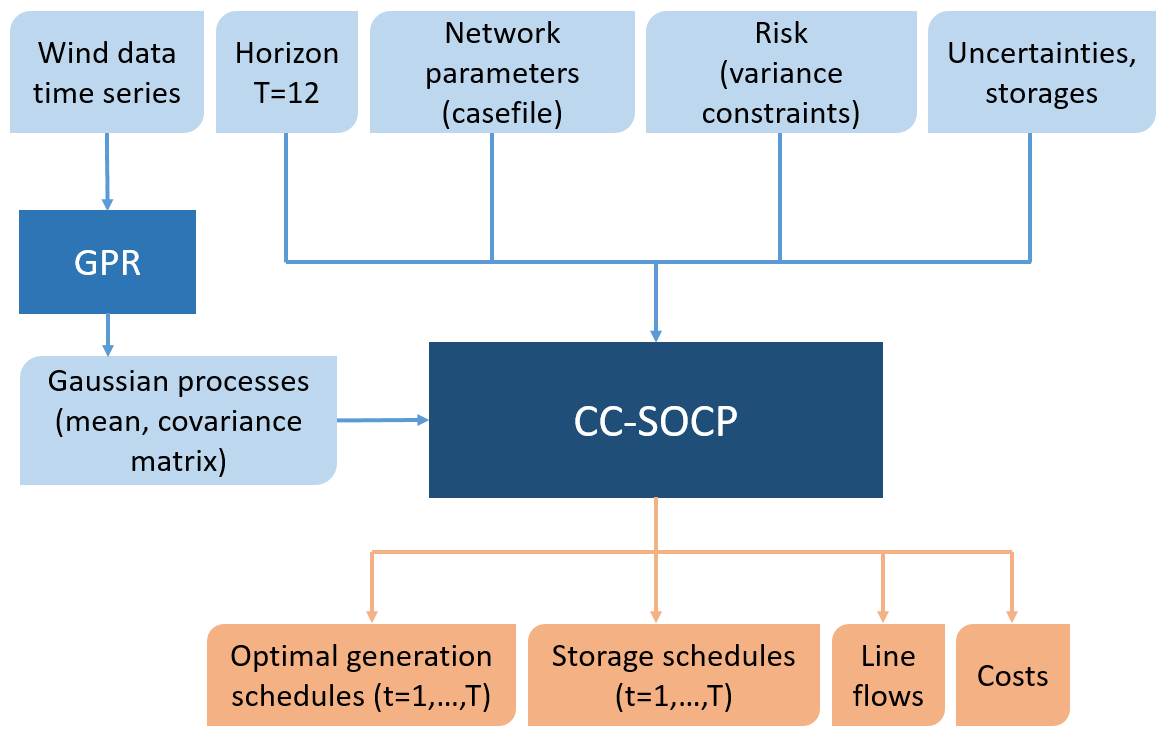 Wind data
time series
Horizon
T=12
Network
parameters
(casefile)
Risk
(variance
constraints)
Uncertainties,
storages
GPR
Gaussian processes
(mean, covariance
matrix)
CC-SOCP
Optimal generation
schedules (t=1,…,T)
Storage schedules
(t=1,…,T)
Line
flows
Costs